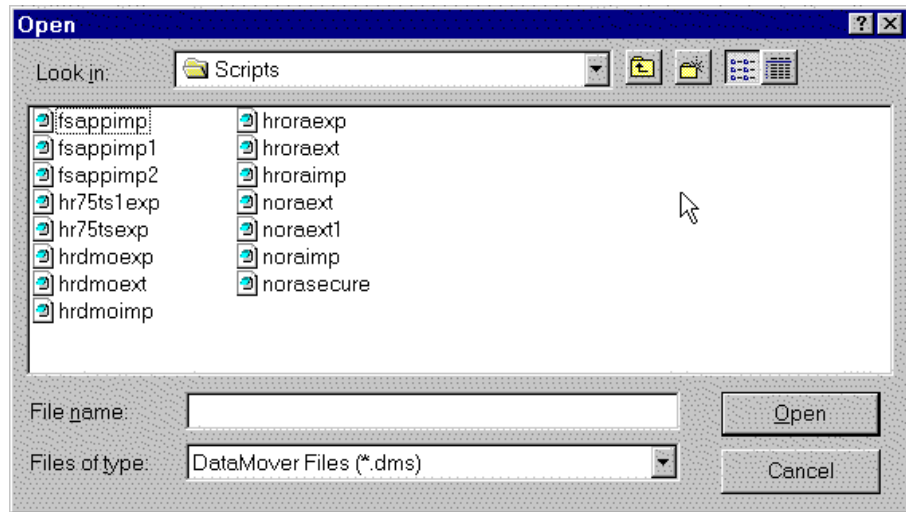 Open
Look in: Scripts
fsappimp
fsappimp1
fsappimp2
hr75ts1exp
hr75tsexp
hrdmoexp
hrdmoext
hrdmoimp
hroraexp
hroraext
hroraimp
noraext
noraext1
noraimp
norasecure
File name: Open
Files of type: DataMover Files (*.dms) Cancel